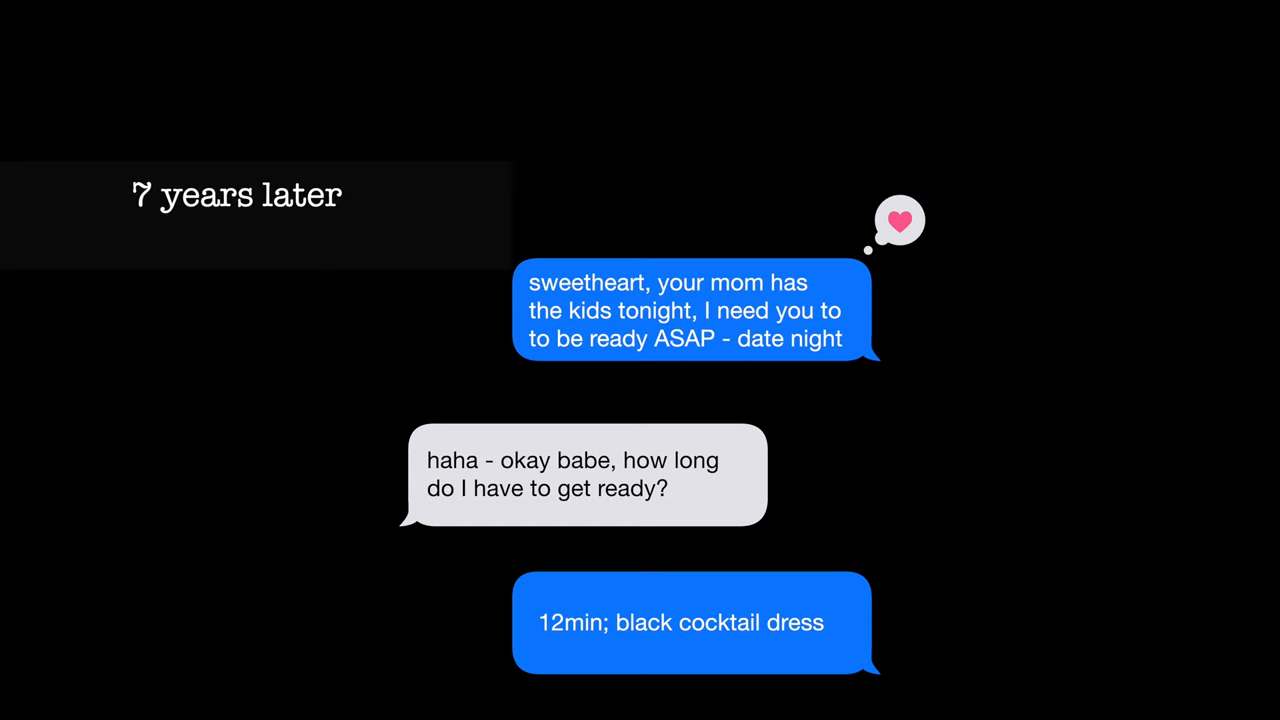 7 years later
sweetheart, your mom has
the kids tonight, I need you to
to be ready ASAP - date night
haha - okay babe, how long
do I have to get ready?
12min; black cocktail dress